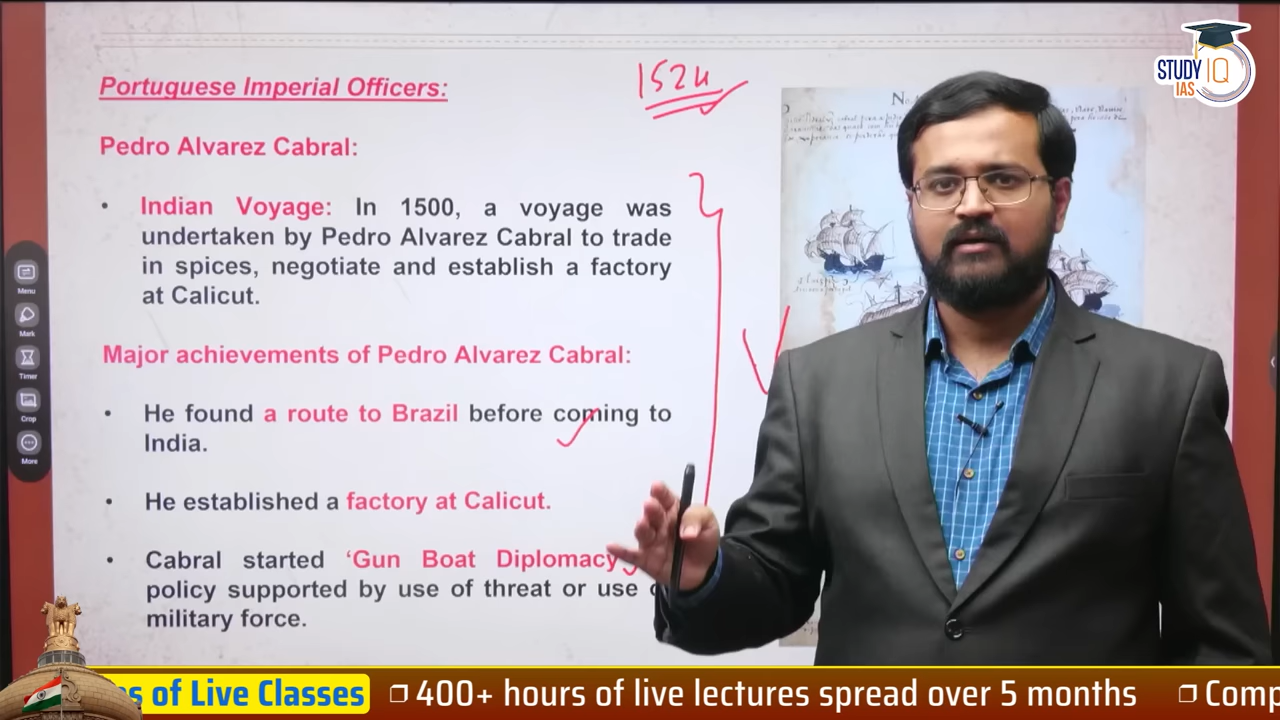 STUDY IQ
IAS
Portuguese Imperial Officers:
1524
Pedro Alvarez Cabral:
• Indian Voyage: In 1500, a voyage was
undertaken by Pedro Alvarez Cabral to trade
in spices, negotiate and establish a factory
at Calicut.
Major achievements of Pedro Alvarez Cabral:
• He found a route to Brazil before coming to
India.
• He established a factory at Calicut.
• Cabral started ‘Gun Boat Diplomacy
policy supported by use of threat or use
military force.
Menu
Mark
Timer
Crop
More
of Live Classes ❐ 400+ hours of live lectures spread over 5 months ❐ Comp